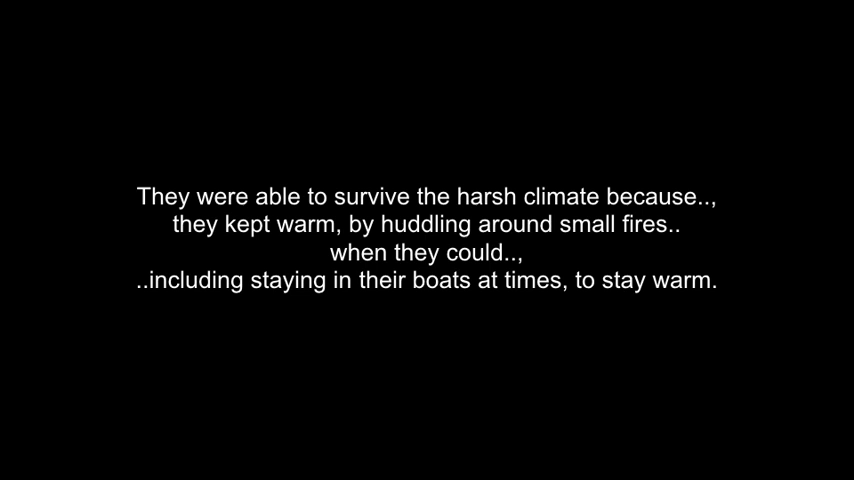 They were able to survive the harsh climate because..,
they kept warm, by huddling around small fires..
when they could..,
..including staying in their boats at times, to stay warm.